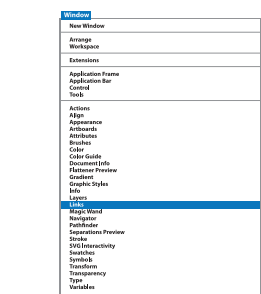 Window
New Window
Arrange
Workspace
Extensions
Application Frame
Application Bar
Control
Tools
Actions
Align
Appearance
Artboards
Attributes
Brushes
Color
Color Guide
Document Info
Flattener Preview
Gradient
Graphic Styles
Info
Layers
Links
Magic Wand
Navigator
Pathfinder
Separations Preview
Stroke
SVG Interactivity
Swatches
Symbols
Transform
Transparency
Type
Variables